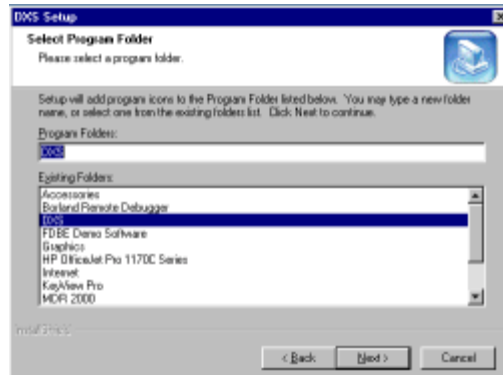 DXS Setup
Select Program Folder
Please select a program folder.
Setup will add program icons to the Program Folder listed below. You may type a new folder
name, or select one from the existing folders list. Click Next to continue.
Program Folders:
DXS
Existing Folders:
Accessories
Borland Remote Debugger
DXS
FDBE Demo Software
Graphics
HP OfficeJet Pro 1170C Series
Internet
KeyView Pro
MDR 2000
InstallShield
< Back
Next >
Cancel